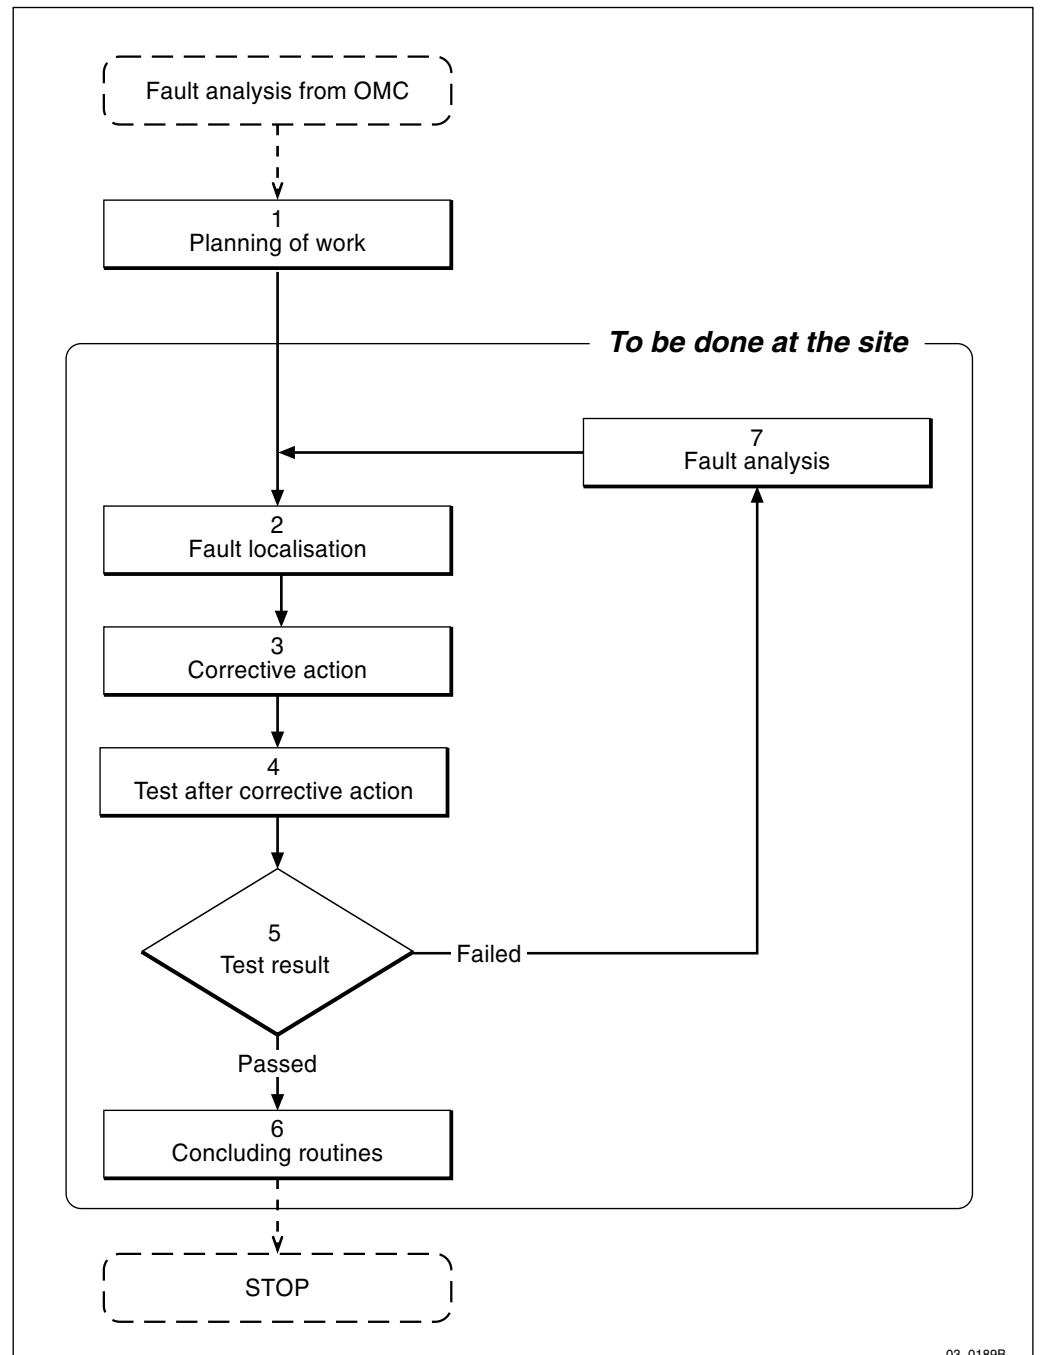 Fault analysis from OMC
1
Planning of work
To be done at the site
7
Fault analysis
2
Fault localisation
3
Corrective action
4
Test after corrective action
5
Test result
Failed
Passed
6
Concluding routines
STOP
03_0189B